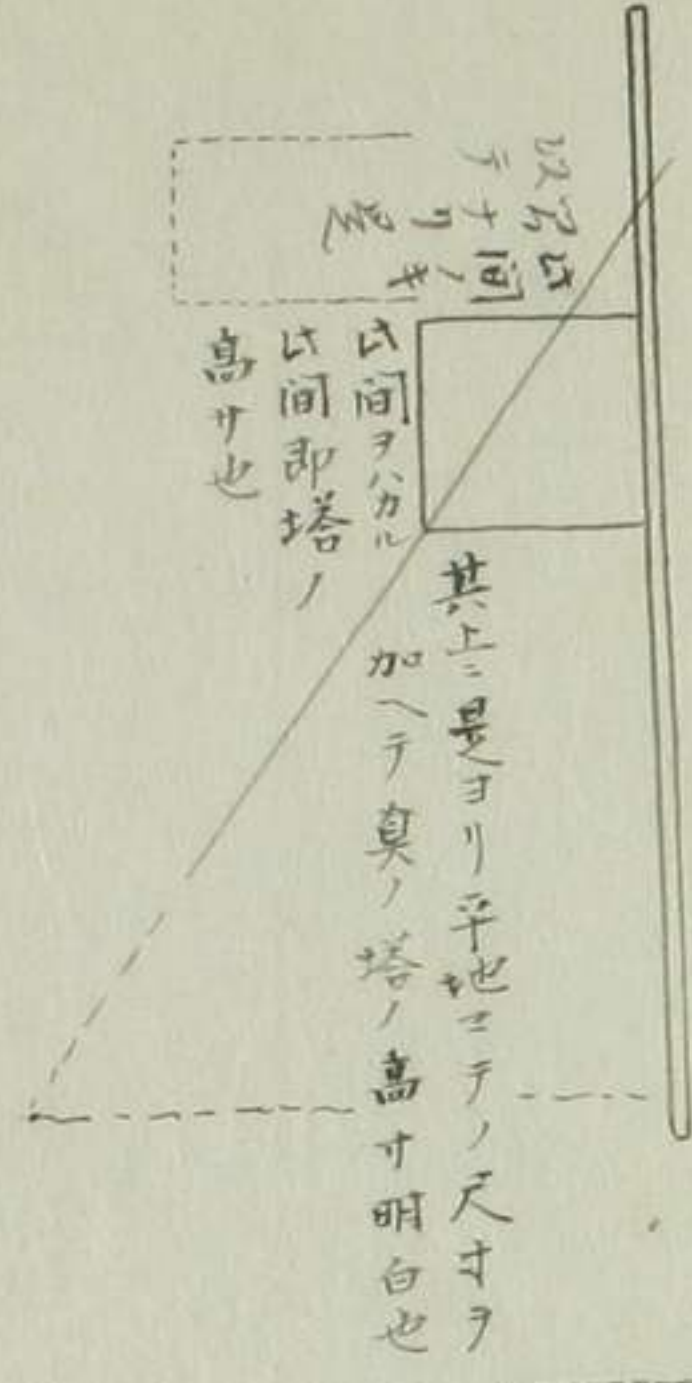 其上ニ是ヨリ平地マテノ尺寸ヲ
加ヘテ真ノ塔ノ高サ明白也
此間ヲハカル
此間即塔ノ
高サ也